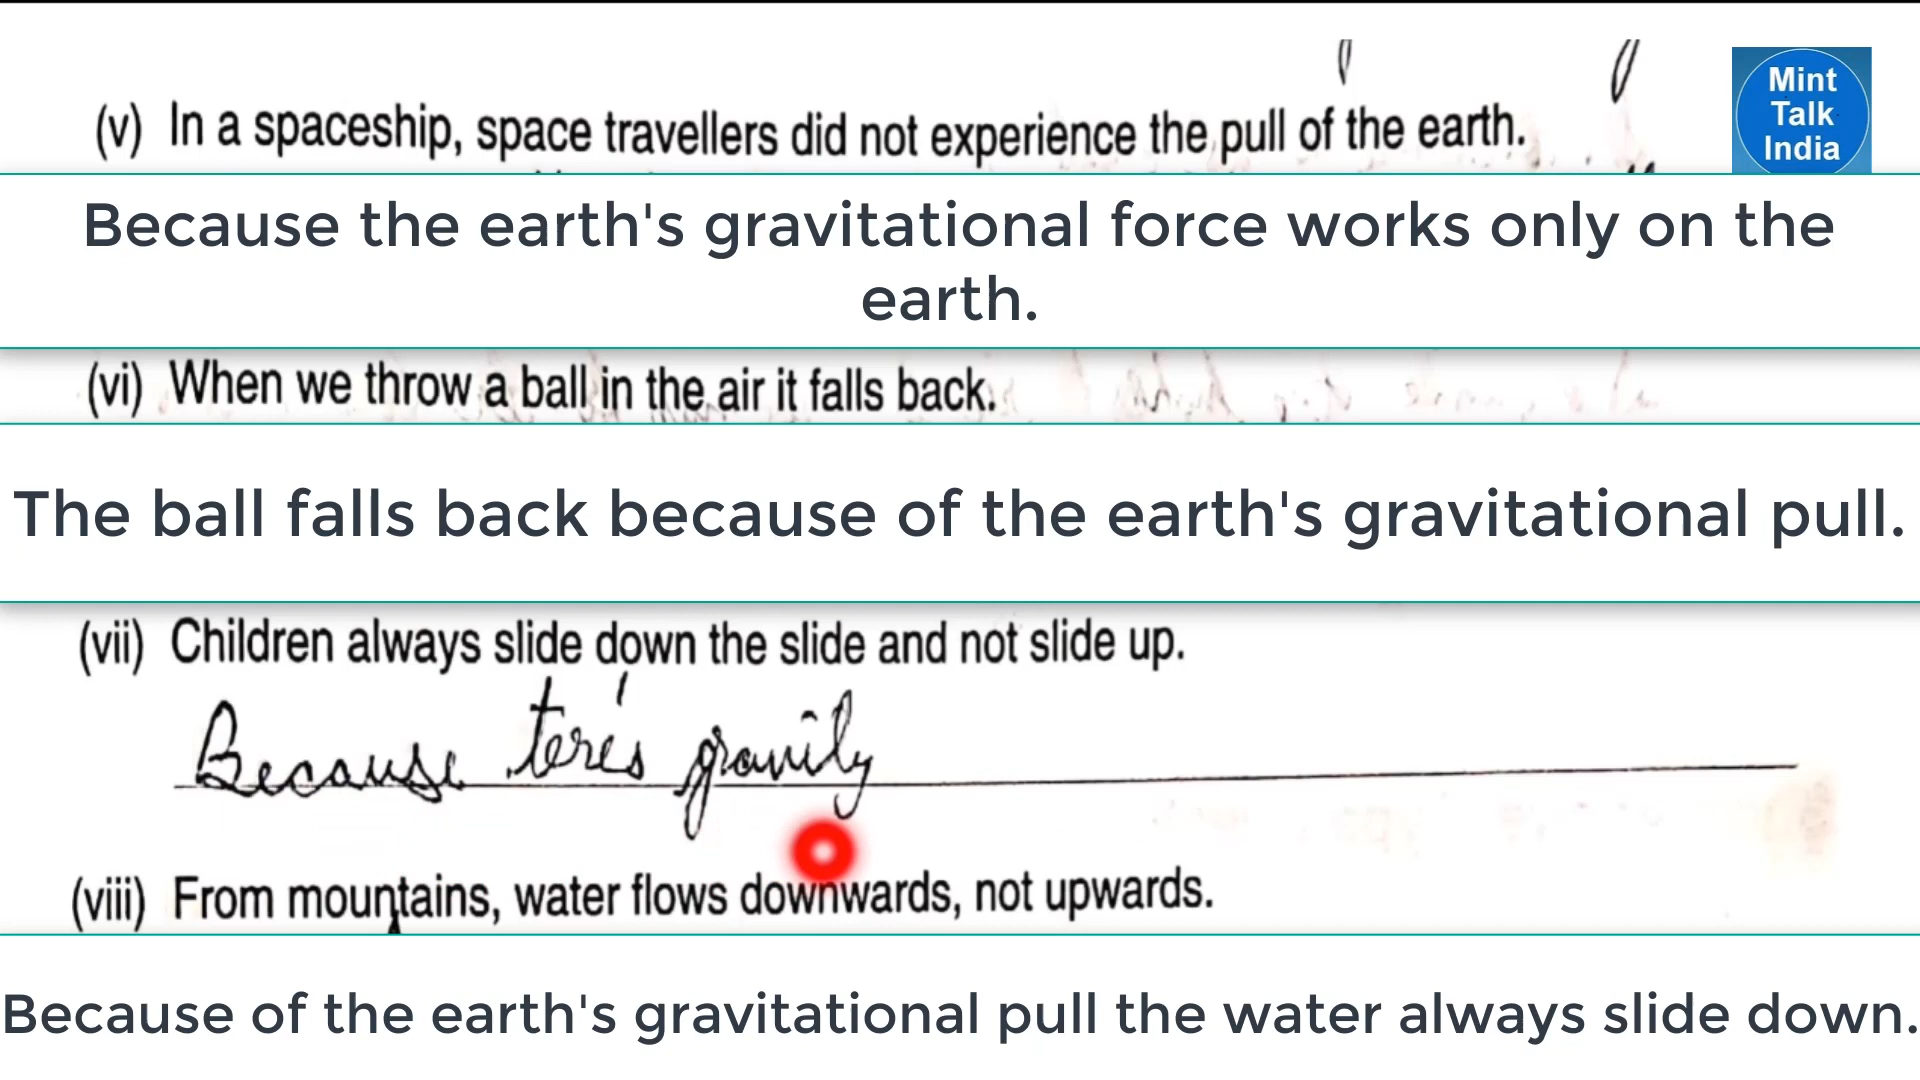 Mint
Talk
India
(v) In a spaceship, space travellers did not experience the pull of the earth.
Because the earth's gravitational force works only on the
earth.
(vi) When we throw a ball in the air it falls back.
The ball falls back because of the earth's gravitational pull.
(vii) Children always slide down the slide and not slide up.
Because teres gravity
(viii) From mountains, water flows downwards, not upwards.
Because of the earth's gravitational pull the water always slide down.